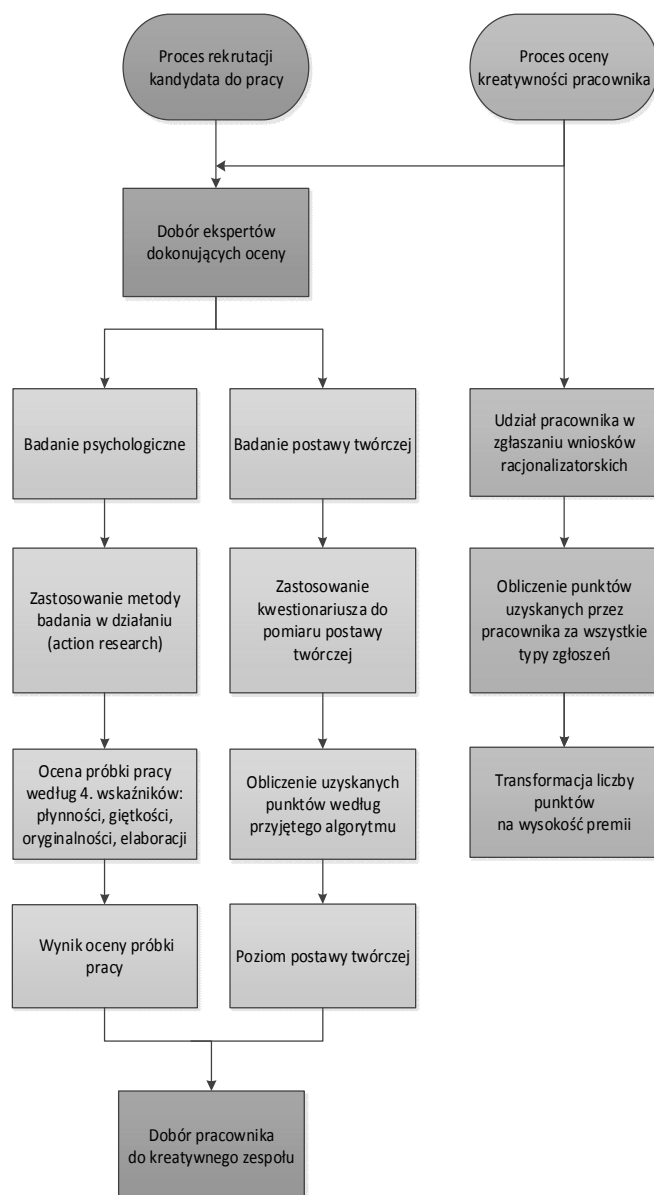 Proces rekrutacji
kandydata do pracy
Proces oceny
kreatywności pracownika
Dobór ekspertów
dokonujących oceny
Badanie psychologiczne
Badanie postawy twórczej
Udział pracownika w
zgłaszaniu wniosków
racjonalizatorskich
Zastosowanie metody
badania w działaniu
(action research)
Zastosowanie
kwestionariusza do
pomiaru postawy
twórczej
Obliczenie punktów
uzyskanych przez
pracownika za wszystkie
typy zgłoszeń
Ocena próbki pracy
według 4. wskaźników:
płynności, giętkości,
oryginalności, elaboracji
Obliczenie uzyskanych
punktów według
przyjętego algorytmu
Transformacja liczby
punktów
na wysokość premii
Wynik oceny próbki
pracy
Poziom postawy twórczej
Dobór pracownika
do kreatywnego zespołu